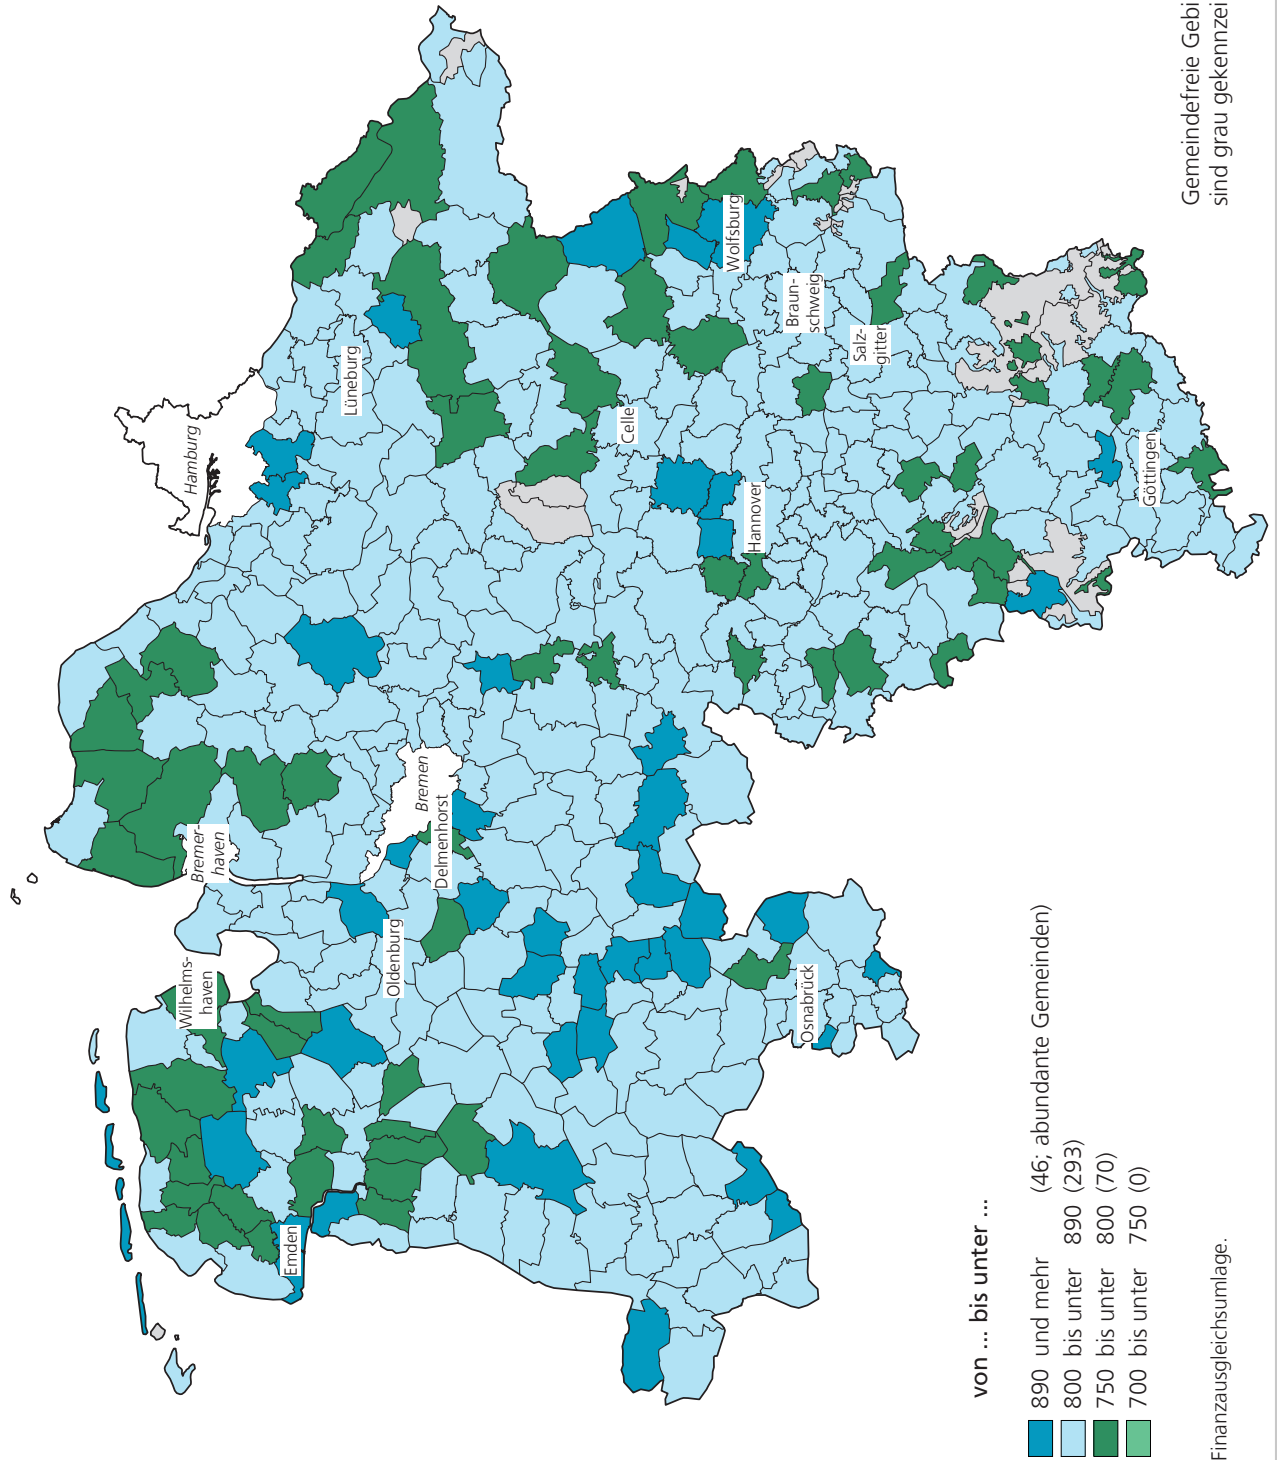 Hamburg
Lüneburg
Bremer-
haven
Wilhelms-
haven
Bremen
Delmenhorst
Oldenburg
Emden
Celle
Wolfsburg
Braun-
schweig
Salz-
gitter
Hannover
Göttingen
Osnabrück
von ... bis unter ...
890 und mehr (46; abundante Gemeinden)
800 bis unter 890 (293)
750 bis unter 800 (70)
700 bis unter 750 (0)
Finanzausgleichsumlage.
Gemeindefreie Gebi
sind grau gekennzei